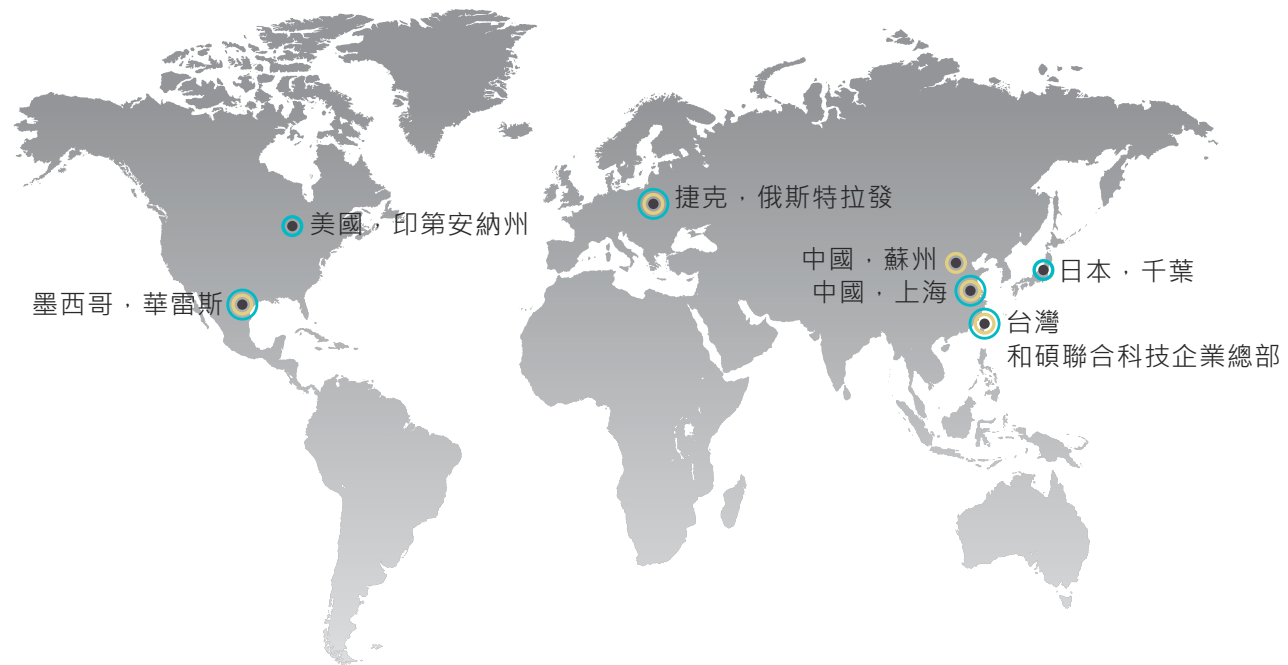 捷克，俄斯特拉發
美國，印第安納州
中國，蘇州
日本，千葉
中國，上海
墨西哥，華雷斯
台灣
和碩聯合科技企業總部